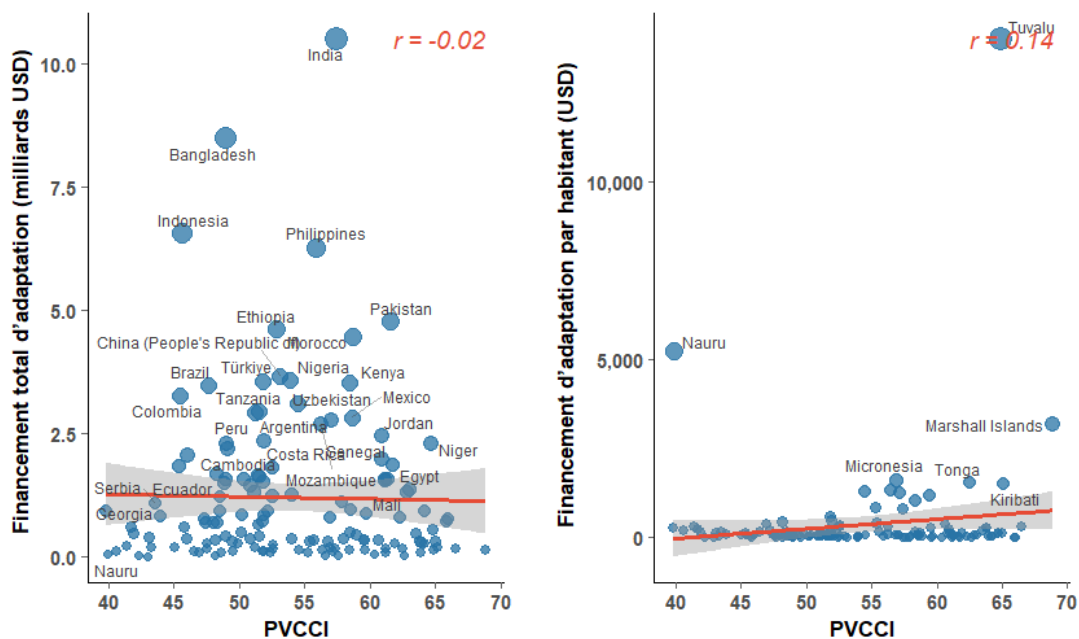 Financement total d'adaptation (milliards USD)
10.0
7.5
5.0
2.5
0.0
r = -0.02
India
Bangladesh
Indonesia
Philippines
Pakistan
Ethiopia
China (People's Republic of)
Morocco
Brazil
Türkiye
Nigeria
Kenya
Colombia
Tanzania
Uzbekistan
Mexico
Peru
Argentina
Jordan
Costa Rica
Senegal
Niger
Cambodia
Mozambique
Egypt
Serbia
Ecuador
Mali
Georgia
Nauru
40 45 50 55 60 65 70
PVCCI
Financement d'adaptation par habitant (USD)
10,000
5,000
0
Tuvalu
r = 0.14
Nauru
Marshall Islands
Micronesia
Tonga
Kiribati
40 45 50 55 60 65 70
PVCCI